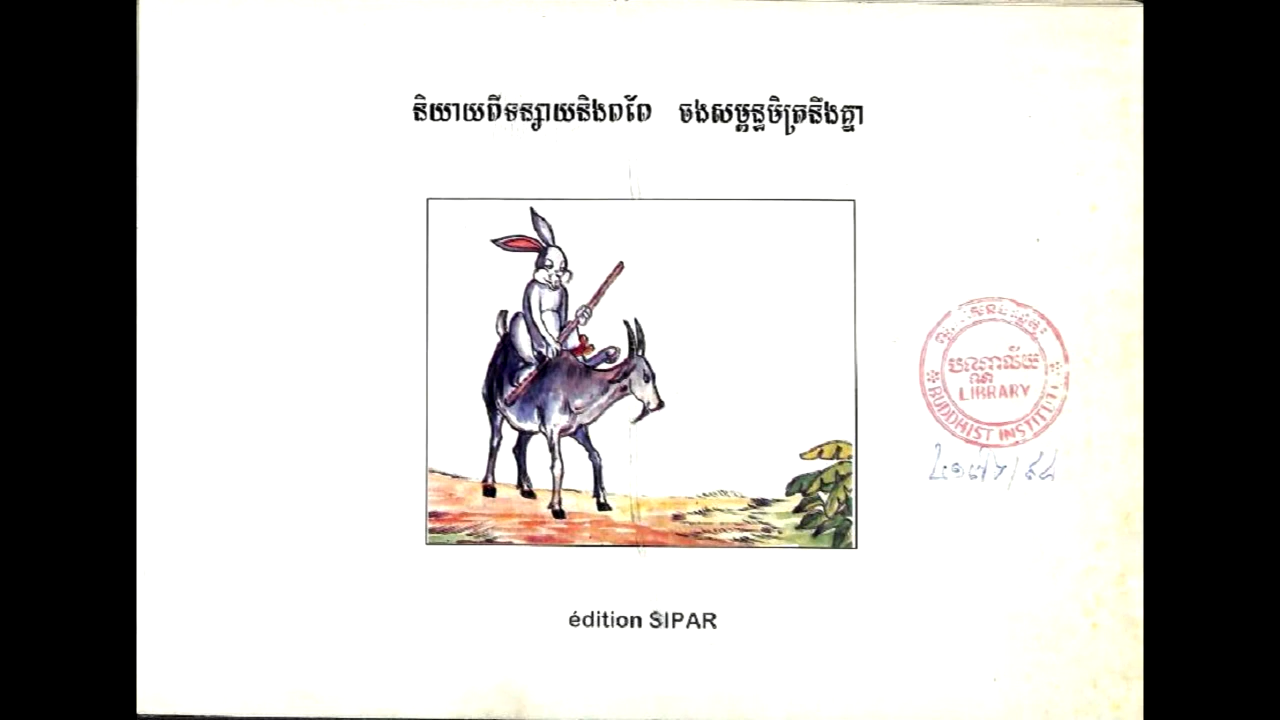 និយាយពីទន្សាយនិងពពែ ចងសម្ពន្ធមិត្រនឹងគ្នា
បណ្ណាល័យ
LIBRARY
BUDDHIST INSTITUTE
édition SIPAR